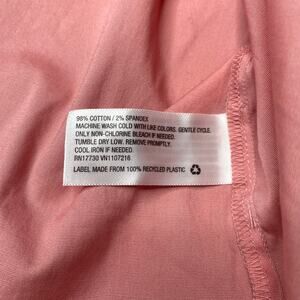 98% COTTON / 2% SPANDEX
MACHINE WASH COLD WITH LIKE COLORS. GENTLE CYCLE.
ONLY NON-CHLORINE BLEACH IF NEEDED.
TUMBLE DRY LOW. REMOVE PROMPTLY.
COOL IRON IF NEEDED.
RN17730 VN1107216
LABEL MADE FROM 100% RECYCLED PLASTIC